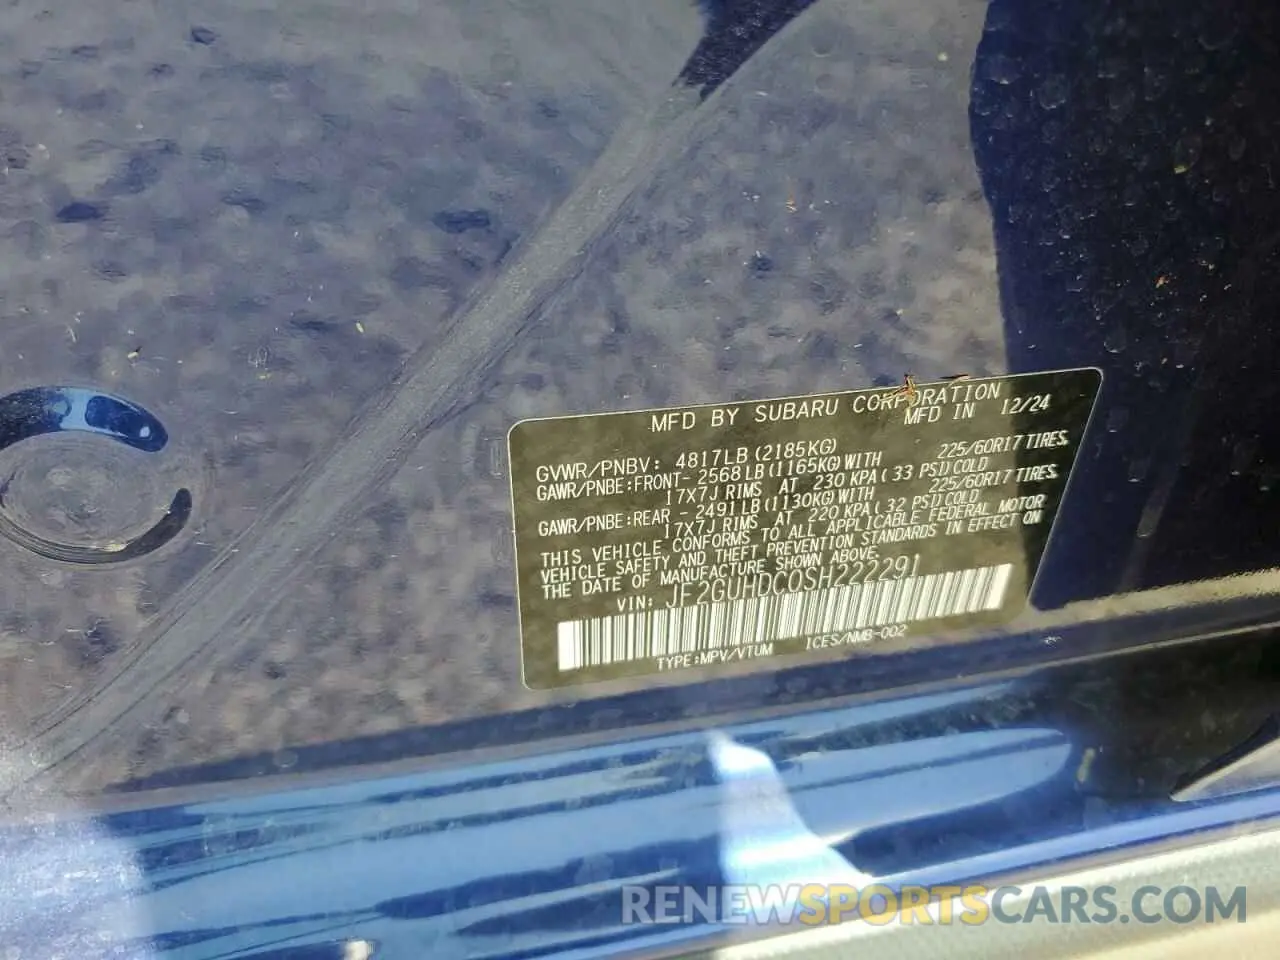 MFD BY SUBARU CORPORATION
MFD IN 12/24
GVWR/PNBV: 4817LB(2185KG)
GAWR/PNBE:FRONT-2568LB(1165KG)WITH 225/60R17 TIRES,
17X7J RIMS AT 230 KPA(33 PSI)COLD
GAWR/PNBE:REAR -2491LB(1130KG)WITH 225/60R17 TIRES,
17X7J RIMS AT 220 KPA(32 PSI)COLD
THIS VEHICLE CONFORMS TO ALL APPLICABLE FEDERAL MOTOR
VEHICLE SAFETY AND THEFT PREVENTION STANDARDS IN EFFECT ON
THE DATE OF MANUFACTURE SHOWN ABOVE.
VIN: JF2GUHDC0SH222291
TYPE:MPV/VTUM ICES/NMB-002
RENEWSPORTSCARS.COM